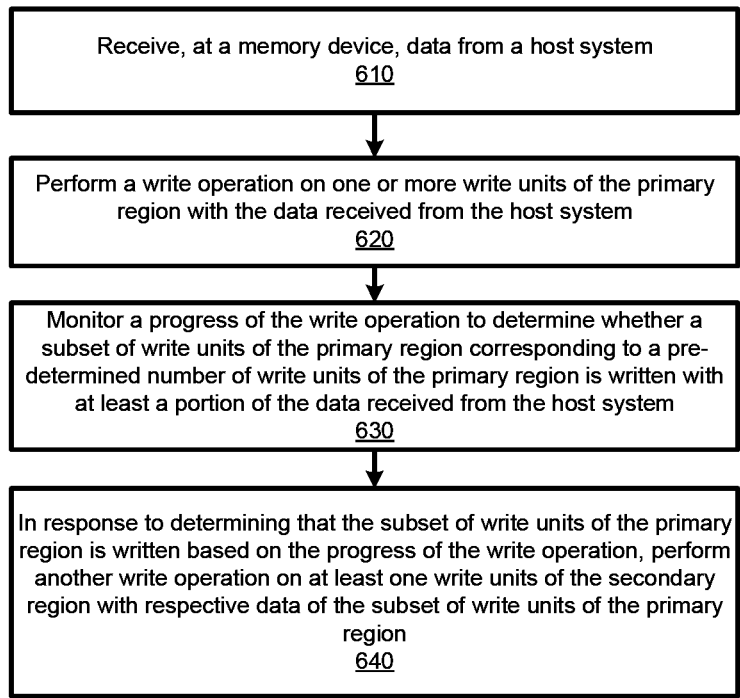 Receive, at a memory device, data from a host system
610
Perform a write operation on one or more write units of the primary
region with the data received from the host system
620
Monitor a progress of the write operation to determine whether a
subset of write units of the primary region corresponding to a pre-
determined number of write units of the primary region is written with
at least a portion of the data received from the host system
630
In response to determining that the subset of write units of the primary
region is written based on the progress of the write operation, perform
another write operation on at least one write units of the secondary
region with respective data of the subset of write units of the primary
region
640